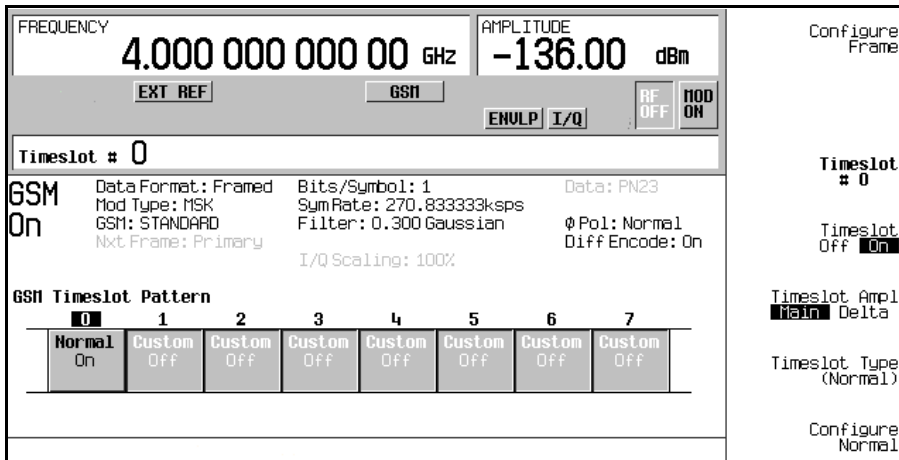 FREQUENCY
4.000 000 000 00 GHz
AMPLITUDE
-136.00 dBm
EXT REF
GSM
ENVLP I/Q
RF OFF
MOD ON
Timeslot # 0
GSM On
Data Format: Framed
Mod Type: MSK
GSM: STANDARD
Nxt Frame: Primary
Bits/Symbol: 1
Sym Rate: 270.833333ksps
Filter: 0.300 Gaussian
I/Q Scaling: 100%
Data: PN23
Φ Pol: Normal
Diff Encode: On
GSM Timeslot Pattern
0 1 2 3 4 5 6 7
Normal Custom Custom Custom Custom Custom Custom Custom
On Off Off Off Off Off Off Off
Configure
Frame
Timeslot
# 0
Timeslot
Off On
Timeslot Ampl
Main Delta
Timeslot Type
(Normal)
Configure
Normal